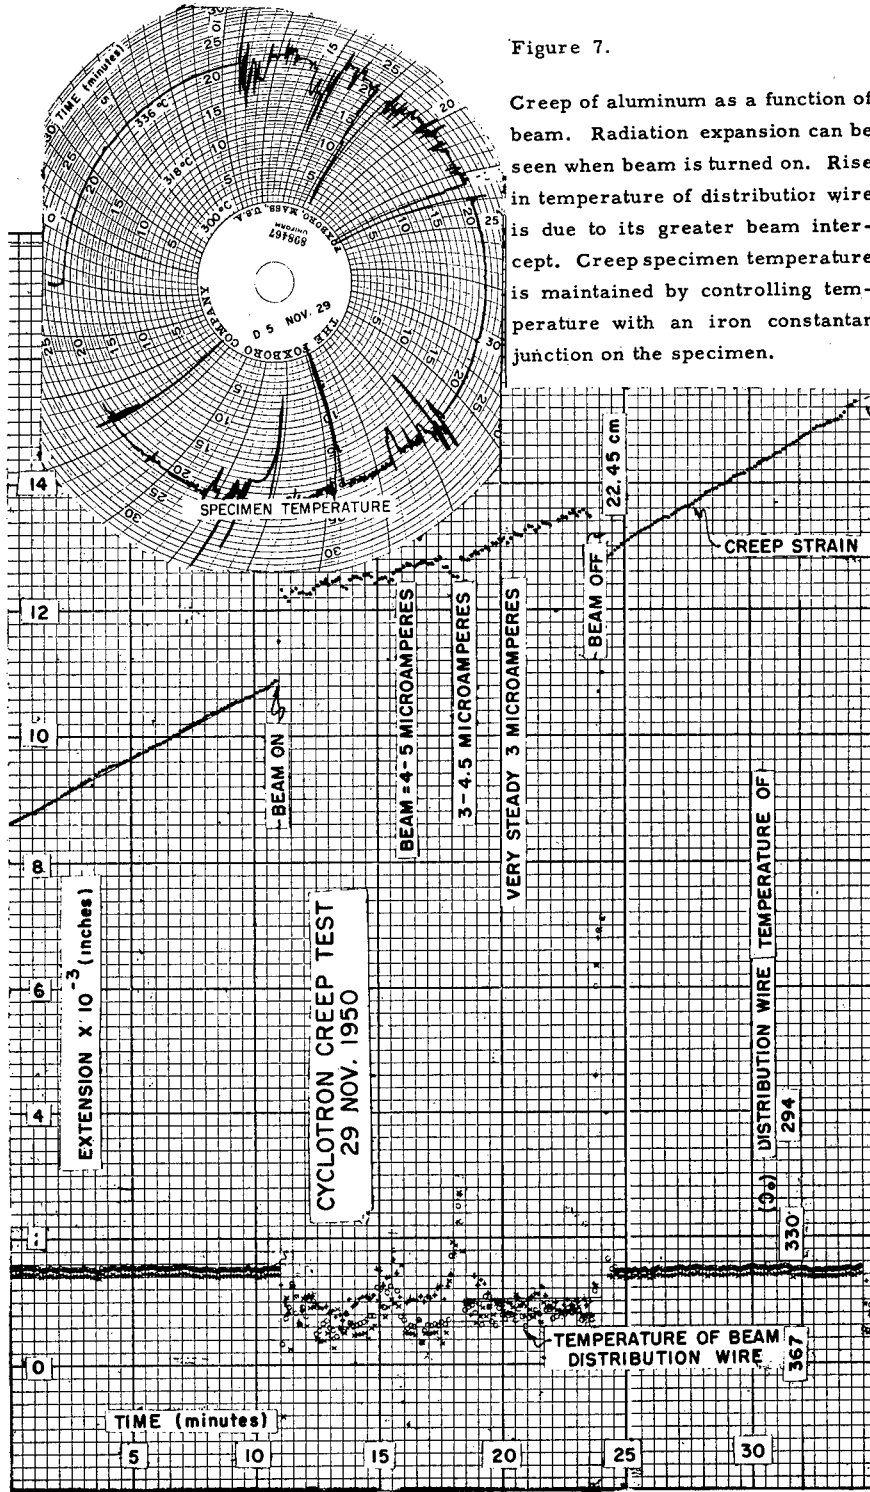 Figure 7.
Creep of aluminum as a function of
beam. Radiation expansion can be
seen when beam is turned on. Rise
in temperature of distribution wire
is due to its greater beam inter-
cept. Creep specimen temperature
is maintained by controlling tem-
perature with an iron constantan
junction on the specimen.
TIME (minutes)
336°C
318°C
300°C
THE FOXBORO COMPANY
FOXBORO, MASS., U.S.A.
898467
UNIFORM
D 5 NOV. 29
SPECIMEN TEMPERATURE
22.45 cm
CREEP STRAIN
BEAM ON
BEAM = 4-5 MICROAMPERES
3-4.5 MICROAMPERES
VERY STEADY 3 MICROAMPERES
BEAM OFF
14
12
10
8
6
4
0
EXTENSION X 10⁻³ (inches)
CYCLOTRON CREEP TEST
29 NOV. 1950
TEMPERATURE OF
DISTRIBUTION WIRE
(°C)
294
330
367
TEMPERATURE OF BEAM
DISTRIBUTION WIRE
TIME (minutes)
5
10
15
20
25
30